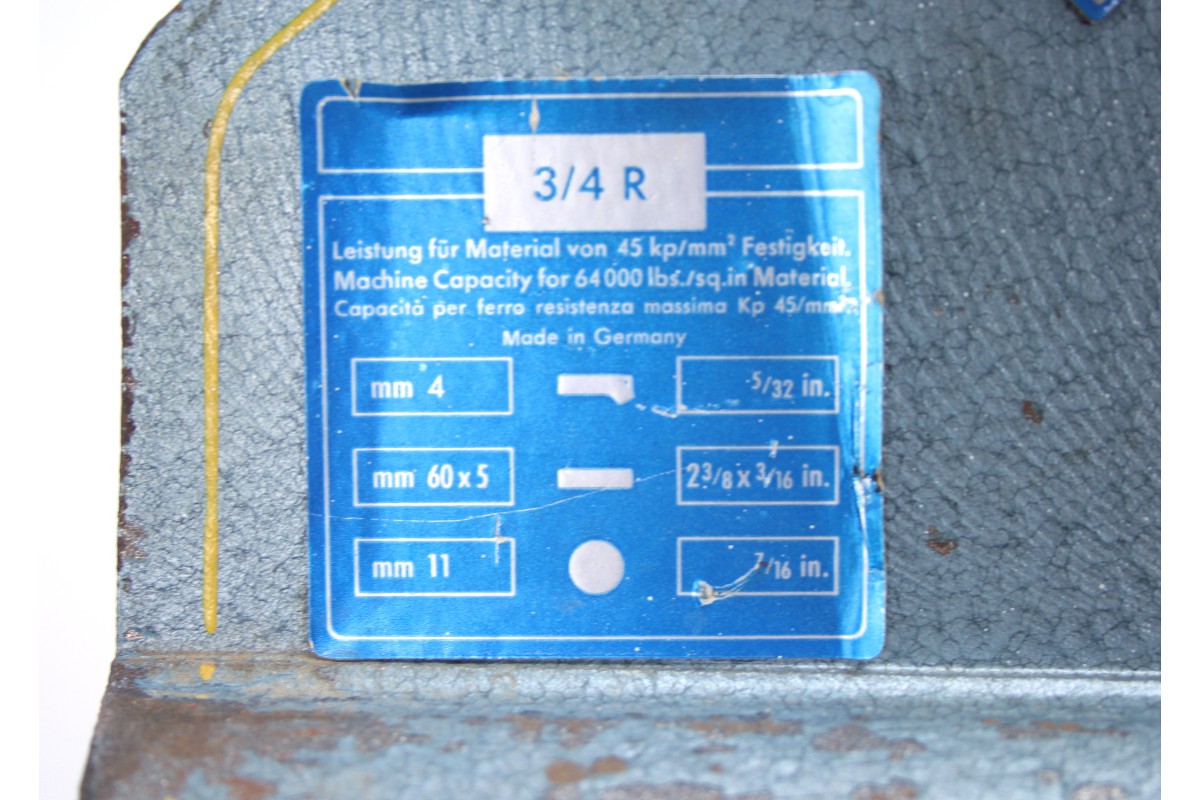 3/4 R
Leistung für Material von 45 kp/mm² Festigkeit.
Machine Capacity for 64000 lbs./sq.in Material.
Capacità per ferro resistenza massima Kp 45/mm²
Made in Germany
mm 4 5/32 in.
mm 60 x 5 2 3/8 x 3/16 in.
mm 11 7/16 in.